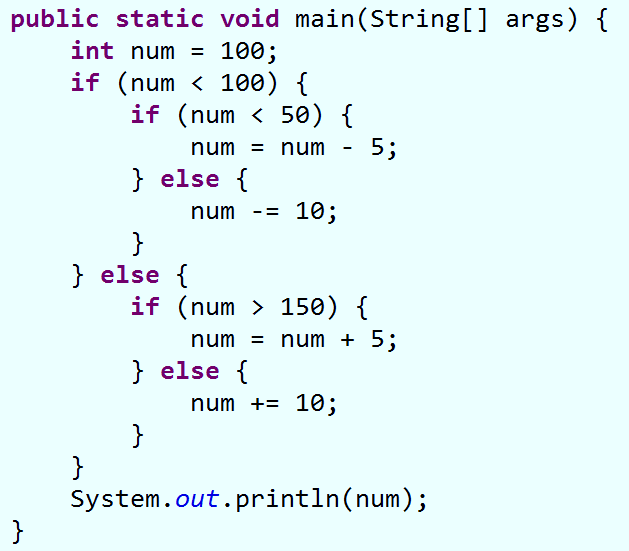 public static void main(String[] args) {
    int num = 100;
    if (num < 100) {
        if (num < 50) {
            num = num - 5;
        } else {
            num -= 10;
        }
    } else {
        if (num > 150) {
            num = num + 5;
        } else {
            num += 10;
        }
    }
    System.out.println(num);
}